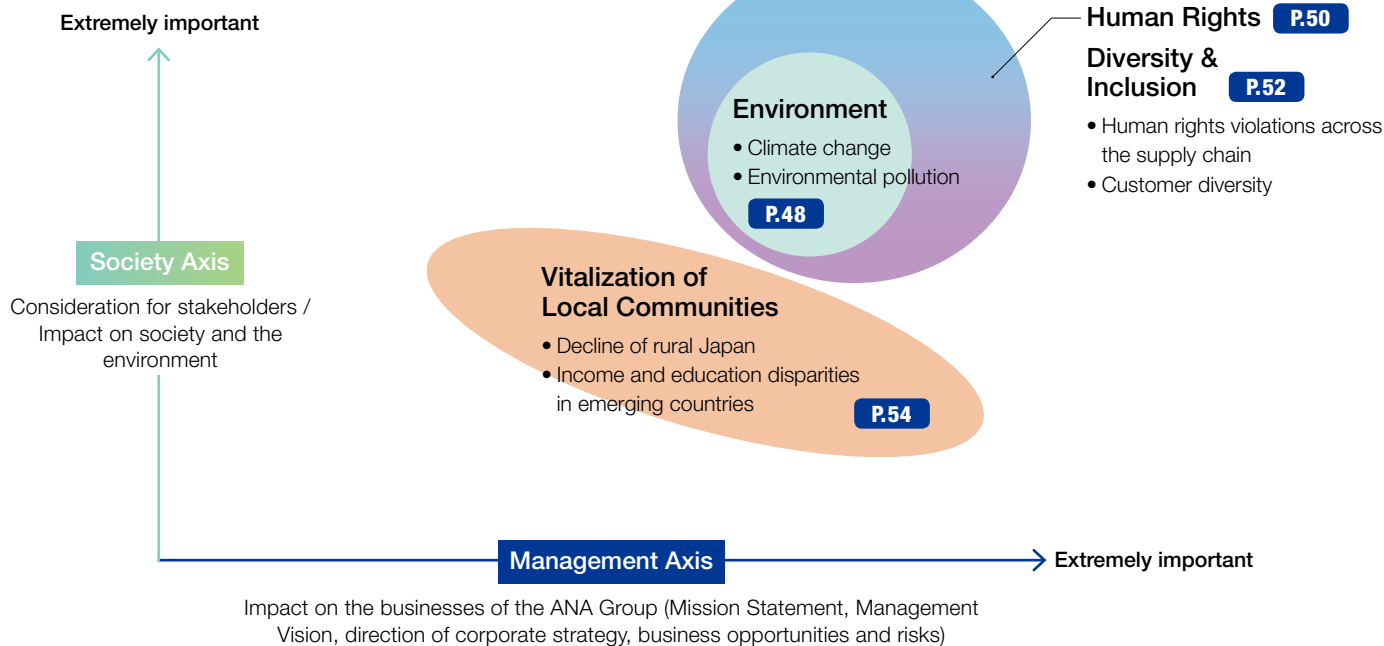 Extremely important
Human Rights P.50
Diversity &
Inclusion P.52
• Human rights violations across
the supply chain
• Customer diversity
Environment
• Climate change
• Environmental pollution
P.48
Society Axis
Consideration for stakeholders /
Impact on society and the
environment
Vitalization of
Local Communities
• Decline of rural Japan
• Income and education disparities
in emerging countries
P.54
Management Axis
Extremely important
Impact on the businesses of the ANA Group (Mission Statement, Management
Vision, direction of corporate strategy, business opportunities and risks)